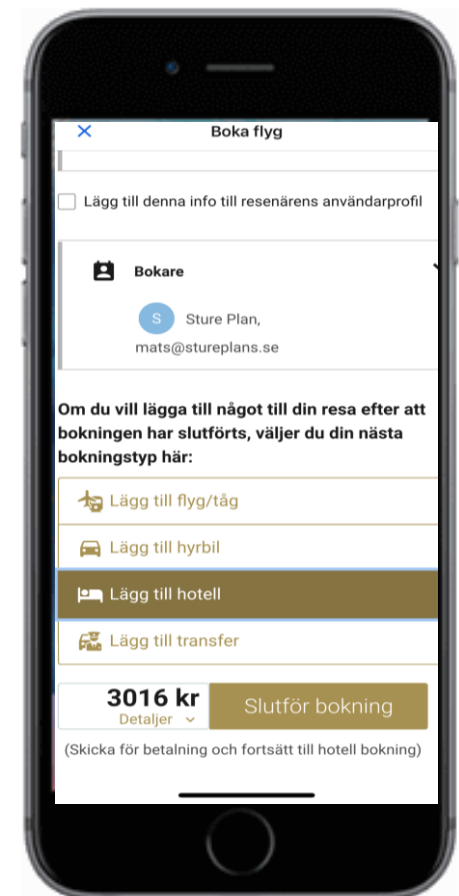 Boka flyg
Lägg till denna info till resenärens användarprofil
Bokare
S Sture Plan,
mats@stureplans.se
Om du vill lägga till något till din resa efter att
bokningen har slutförts, väljer du din nästa
bokningstyp här:
Lägg till flyg/tåg
Lägg till hyrbil
Lägg till hotell
Lägg till transfer
3016 kr
Detaljer
Slutför bokning
(Skicka för betalning och fortsätt till hotell bokning)